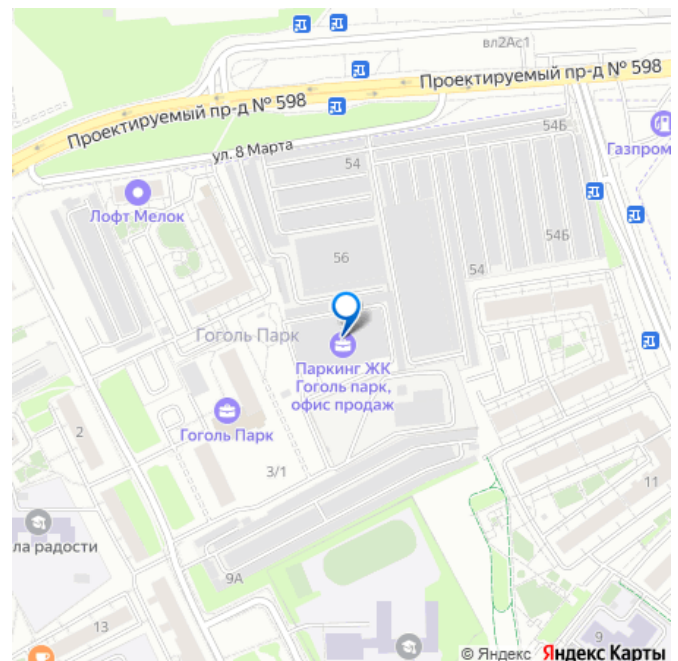 вл2Ас1
Проектируемый пр-д № 598
Проектируемый пр-д № 598
ул. 8 Марта
54Б
Газпром
54
Лофт Мелок
56
54
54Б
Гоголь Парк
Паркинг ЖК
Гоголь парк,
офис продаж
Гоголь Парк
2
3/1
11
ла радости
9А
13
9
© Яндекс Яндекс Карты